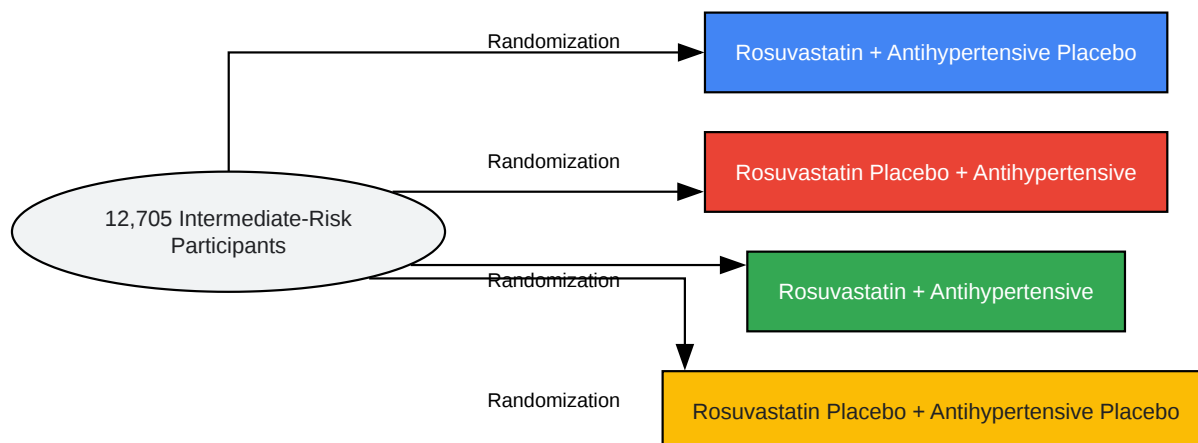 Randomization
Rosuvastatin + Antihypertensive Placebo
Randomization
Rosuvastatin Placebo + Antihypertensive
12,705 Intermediate-Risk
Participants
Randomization
Rosuvastatin + Antihypertensive
Randomization
Rosuvastatin Placebo + Antihypertensive Placebo